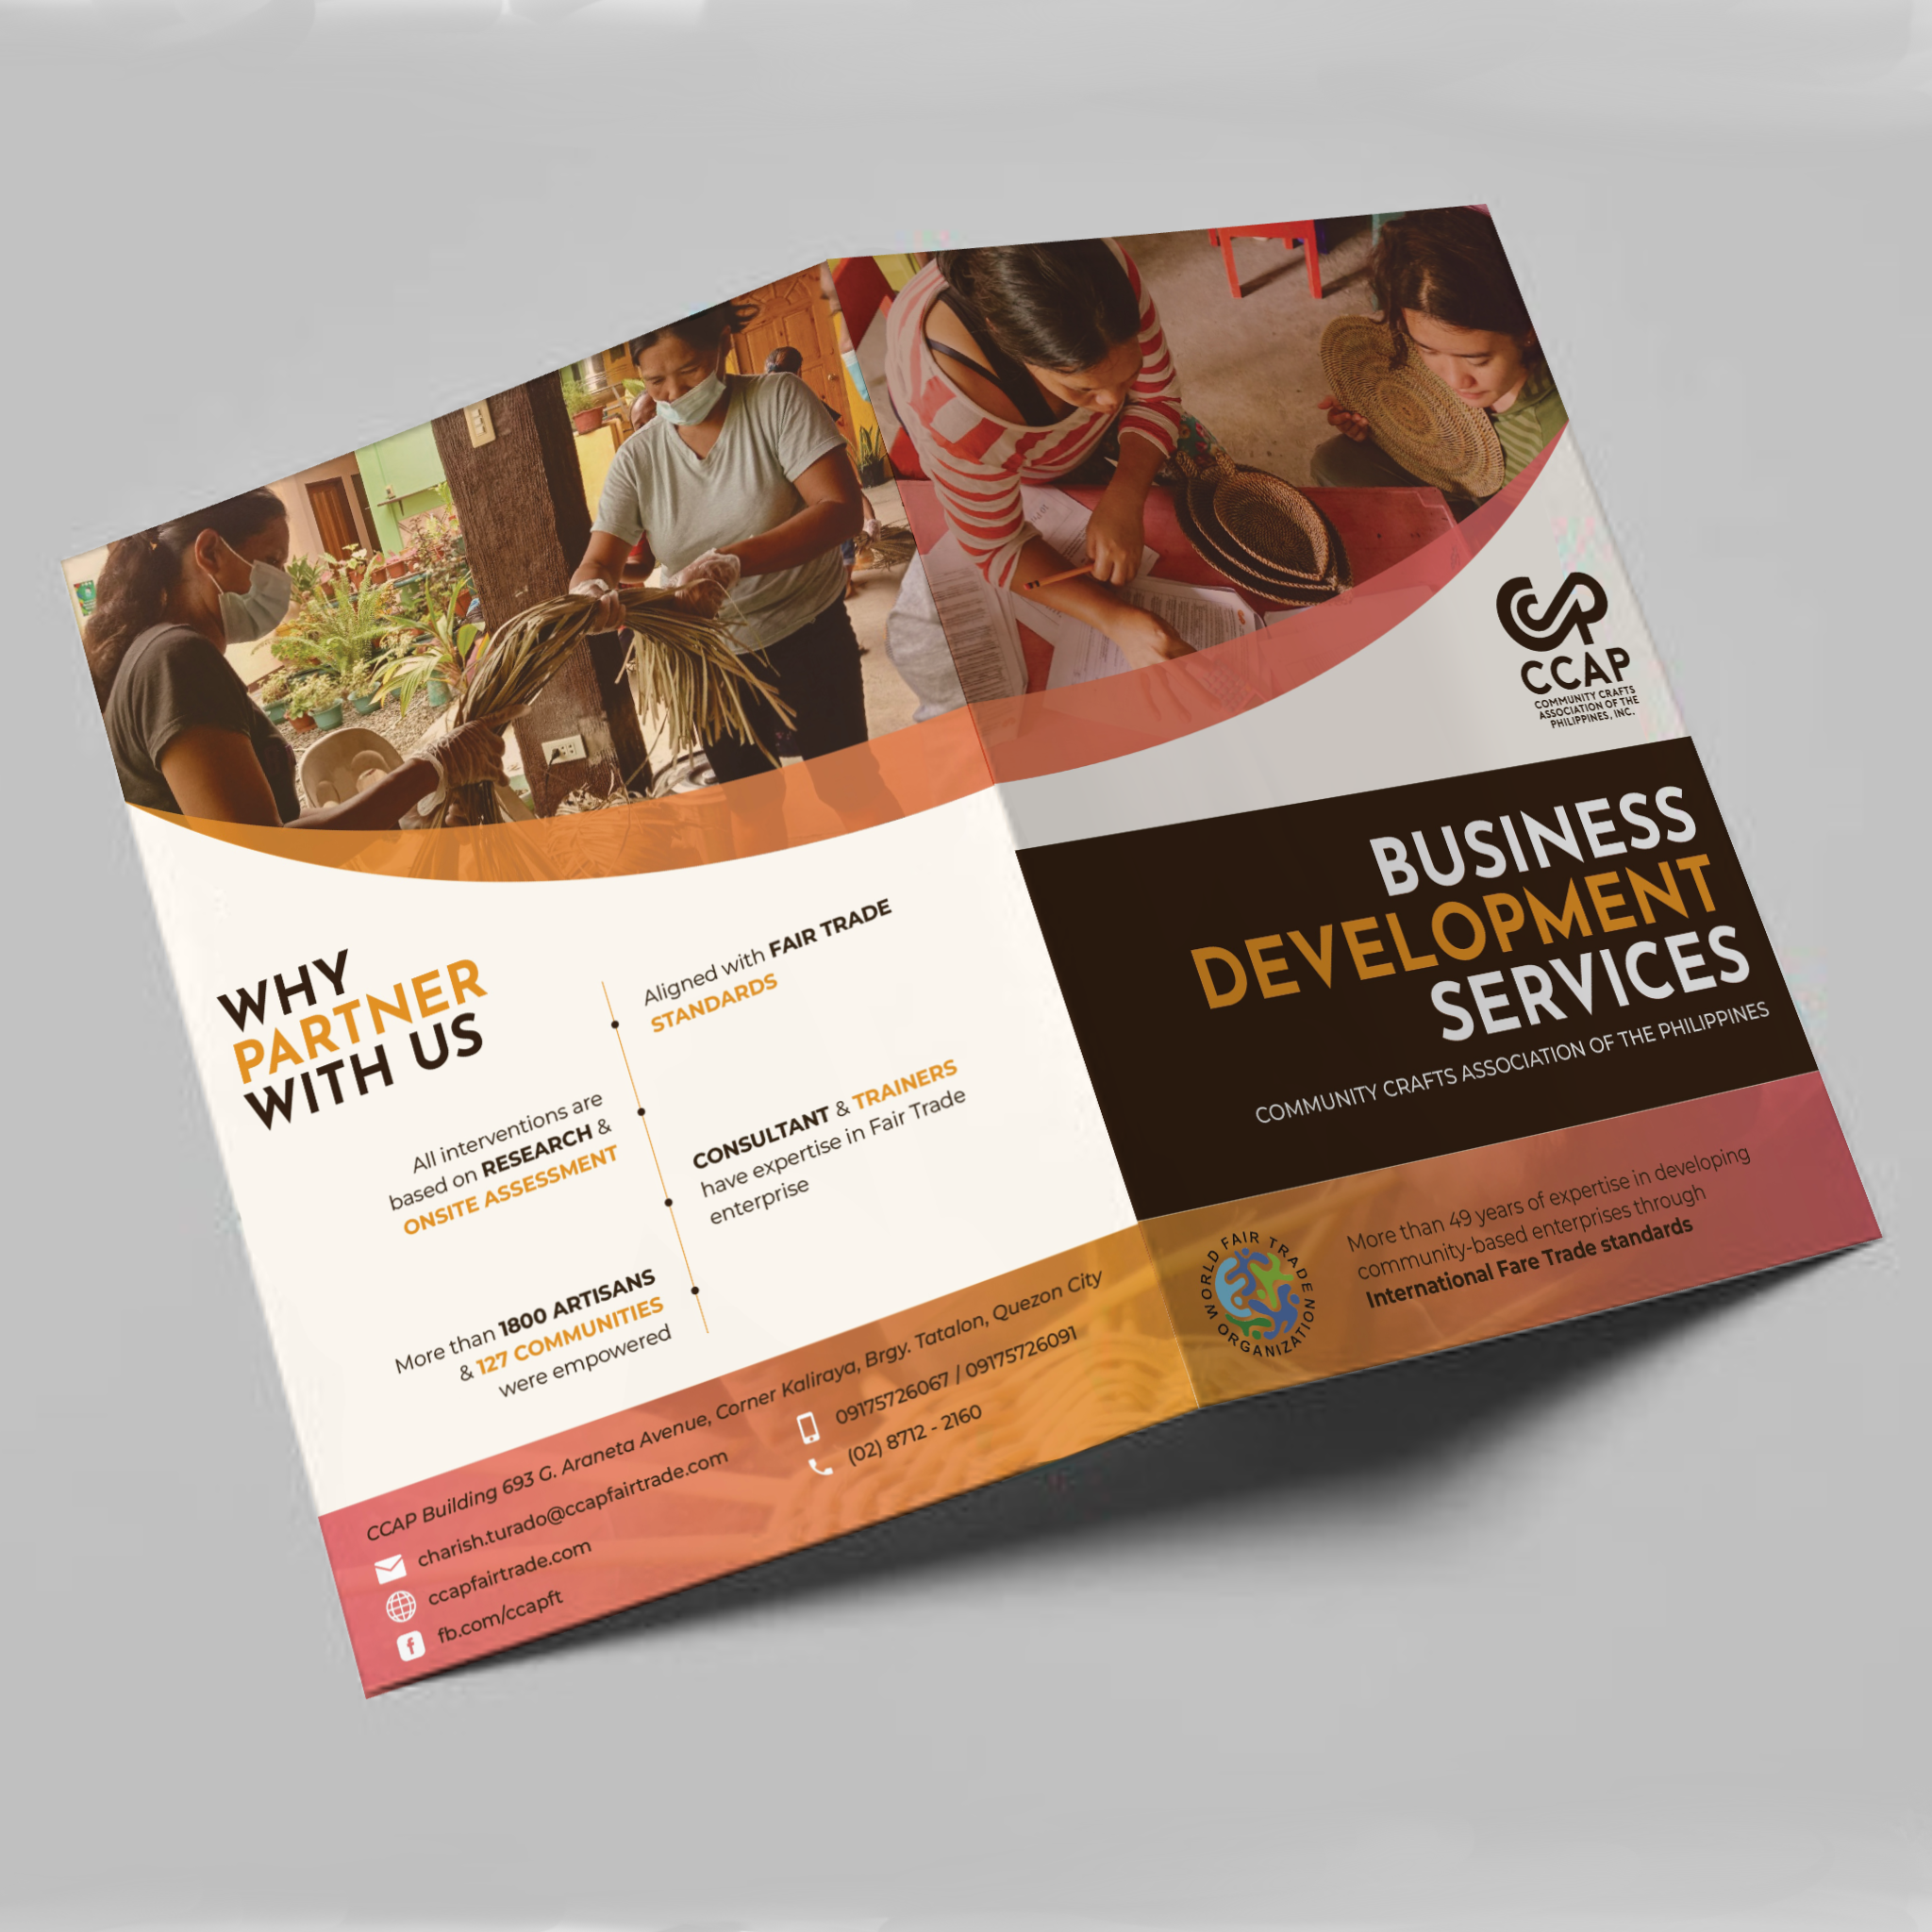 WHY
PARTNER
WITH US
Aligned with FAIR TRADE
STANDARDS
All interventions are
based on RESEARCH &
ONSITE ASSESSMENT
CONSULTANT & TRAINERS
have expertise in Fair Trade
enterprise
More than 1800 ARTISANS
& 127 COMMUNITIES
were empowered
CCAP Building 693 G. Araneta Avenue, Corner Kaliraya, Brgy. Tatalon, Quezon City
charish.turado@ccapfairtrade.com
ccapfairtrade.com
fb.com/ccapft
09175726067 / 09175726091
(02) 8712 - 2160
CCAP
COMMUNITY CRAFTS
ASSOCIATION OF THE
PHILIPPINES, INC.
BUSINESS
DEVELOPMENT
SERVICES
COMMUNITY CRAFTS ASSOCIATION OF THE PHILIPPINES
WORLD FAIR TRADE ORGANIZATION
More than 49 years of expertise in developing
community-based enterprises through
International Fare Trade standards